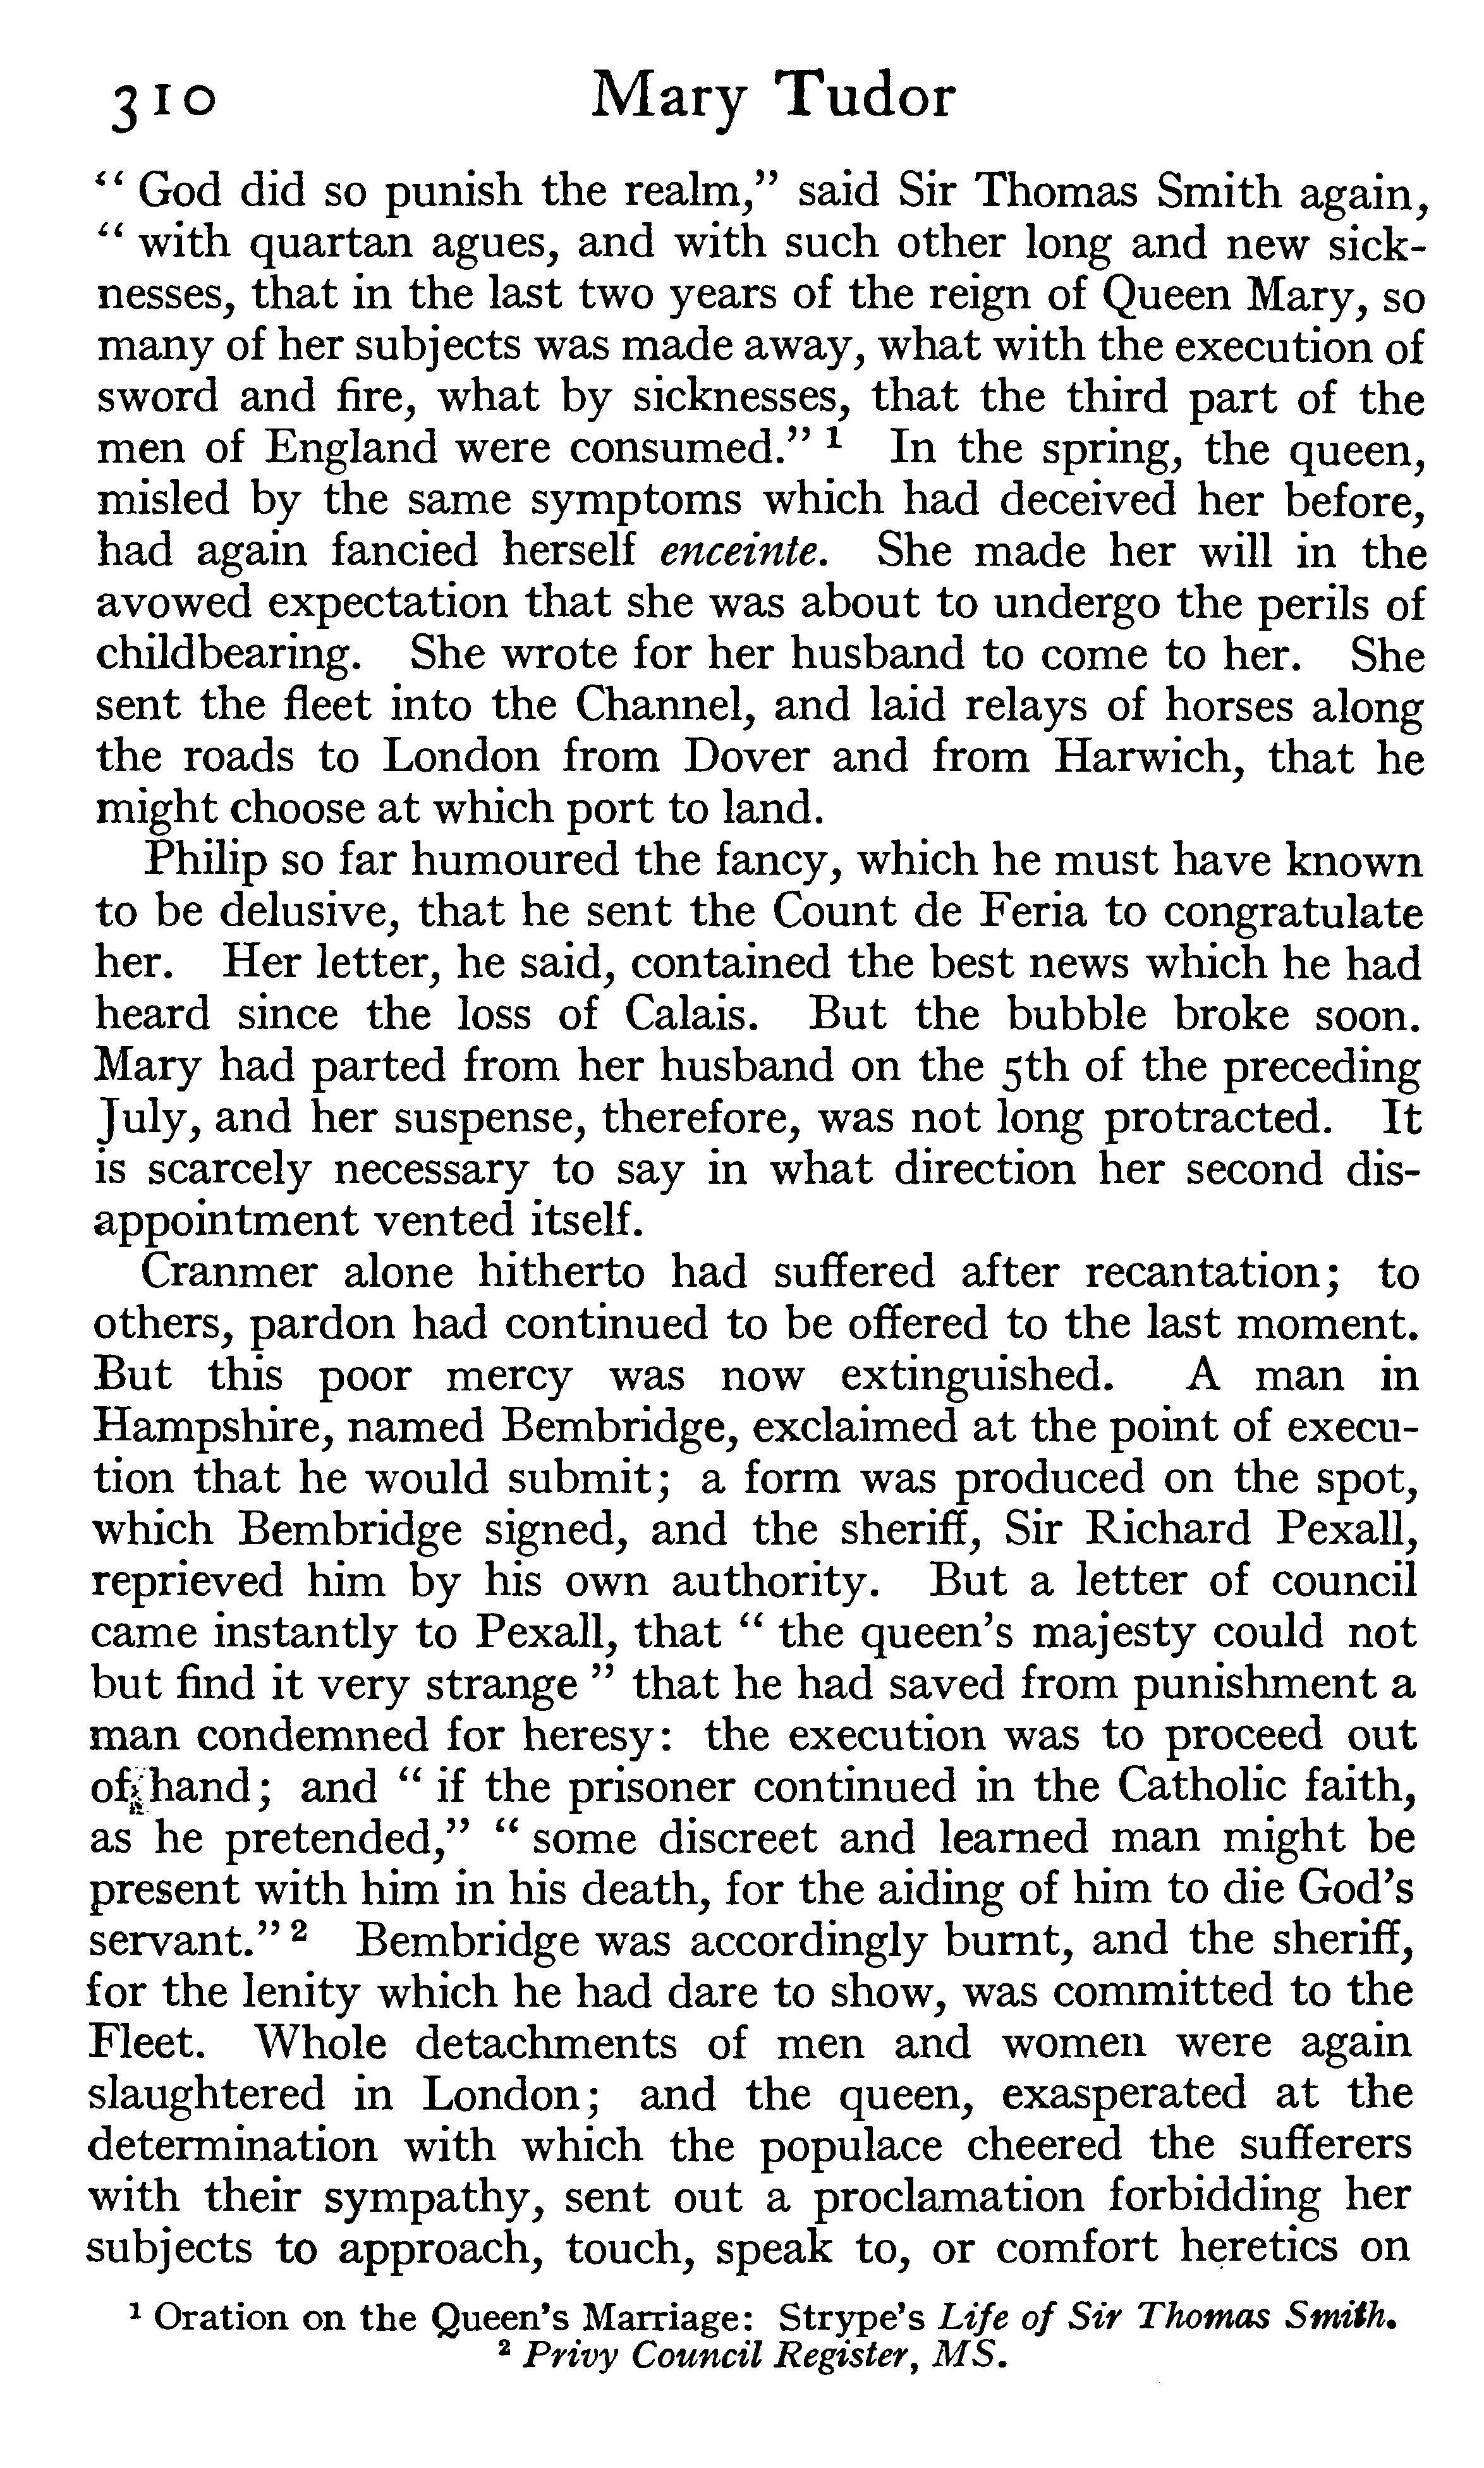 310 Mary Tudor
“ God did so punish the realm,” said Sir Thomas Smith again,
“ with quartan agues, and with such other long and new sick-
nesses, that in the last two years of the reign of Queen Mary, so
many of her subjects was made away, what with the execution of
sword and fire, what by sicknesses, that the third part of the
men of England were consumed.” ¹ In the spring, the queen,
misled by the same symptoms which had deceived her before,
had again fancied herself enceinte. She made her will in the
avowed expectation that she was about to undergo the perils of
childbearing. She wrote for her husband to come to her. She
sent the fleet into the Channel, and laid relays of horses along
the roads to London from Dover and from Harwich, that he
might choose at which port to land.
Philip so far humoured the fancy, which he must have known
to be delusive, that he sent the Count de Feria to congratulate
her. Her letter, he said, contained the best news which he had
heard since the loss of Calais. But the bubble broke soon.
Mary had parted from her husband on the 5th of the preceding
July, and her suspense, therefore, was not long protracted. It
is scarcely necessary to say in what direction her second dis-
appointment vented itself.
Cranmer alone hitherto had suffered after recantation; to
others, pardon had continued to be offered to the last moment.
But this poor mercy was now extinguished. A man in
Hampshire, named Bembridge, exclaimed at the point of execu-
tion that he would submit; a form was produced on the spot,
which Bembridge signed, and the sheriff, Sir Richard Pexall,
reprieved him by his own authority. But a letter of council
came instantly to Pexall, that “ the queen’s majesty could not
but find it very strange ” that he had saved from punishment a
man condemned for heresy: the execution was to proceed out
of hand; and “ if the prisoner continued in the Catholic faith,
as he pretended,” “ some discreet and learned man might be
present with him in his death, for the aiding of him to die God’s
servant.” ² Bembridge was accordingly burnt, and the sheriff,
for the lenity which he had dare to show, was committed to the
Fleet. Whole detachments of men and women were again
slaughtered in London; and the queen, exasperated at the
determination with which the populace cheered the sufferers
with their sympathy, sent out a proclamation forbidding her
subjects to approach, touch, speak to, or comfort heretics on
¹ Oration on the Queen’s Marriage: Strype’s Life of Sir Thomas Smith.
² Privy Council Register, MS.